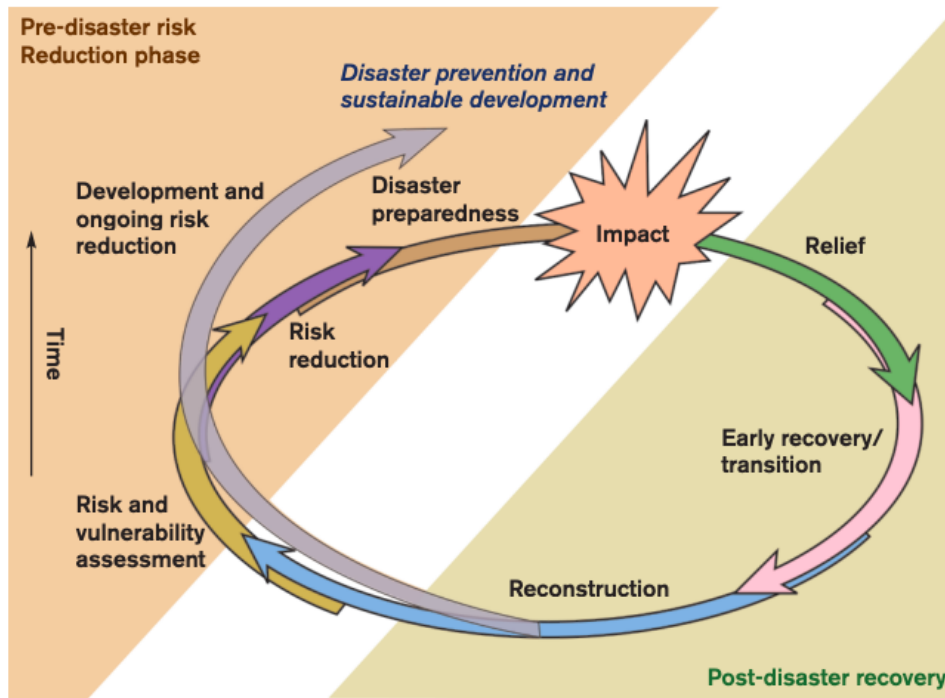 Pre-disaster risk
Reduction phase
Disaster prevention and
sustainable development
Development and
ongoing risk
reduction
Disaster
preparedness
Impact
Relief
Time
Risk
reduction
Early recovery/
transition
Risk and
vulnerability
assessment
Reconstruction
Post-disaster recovery